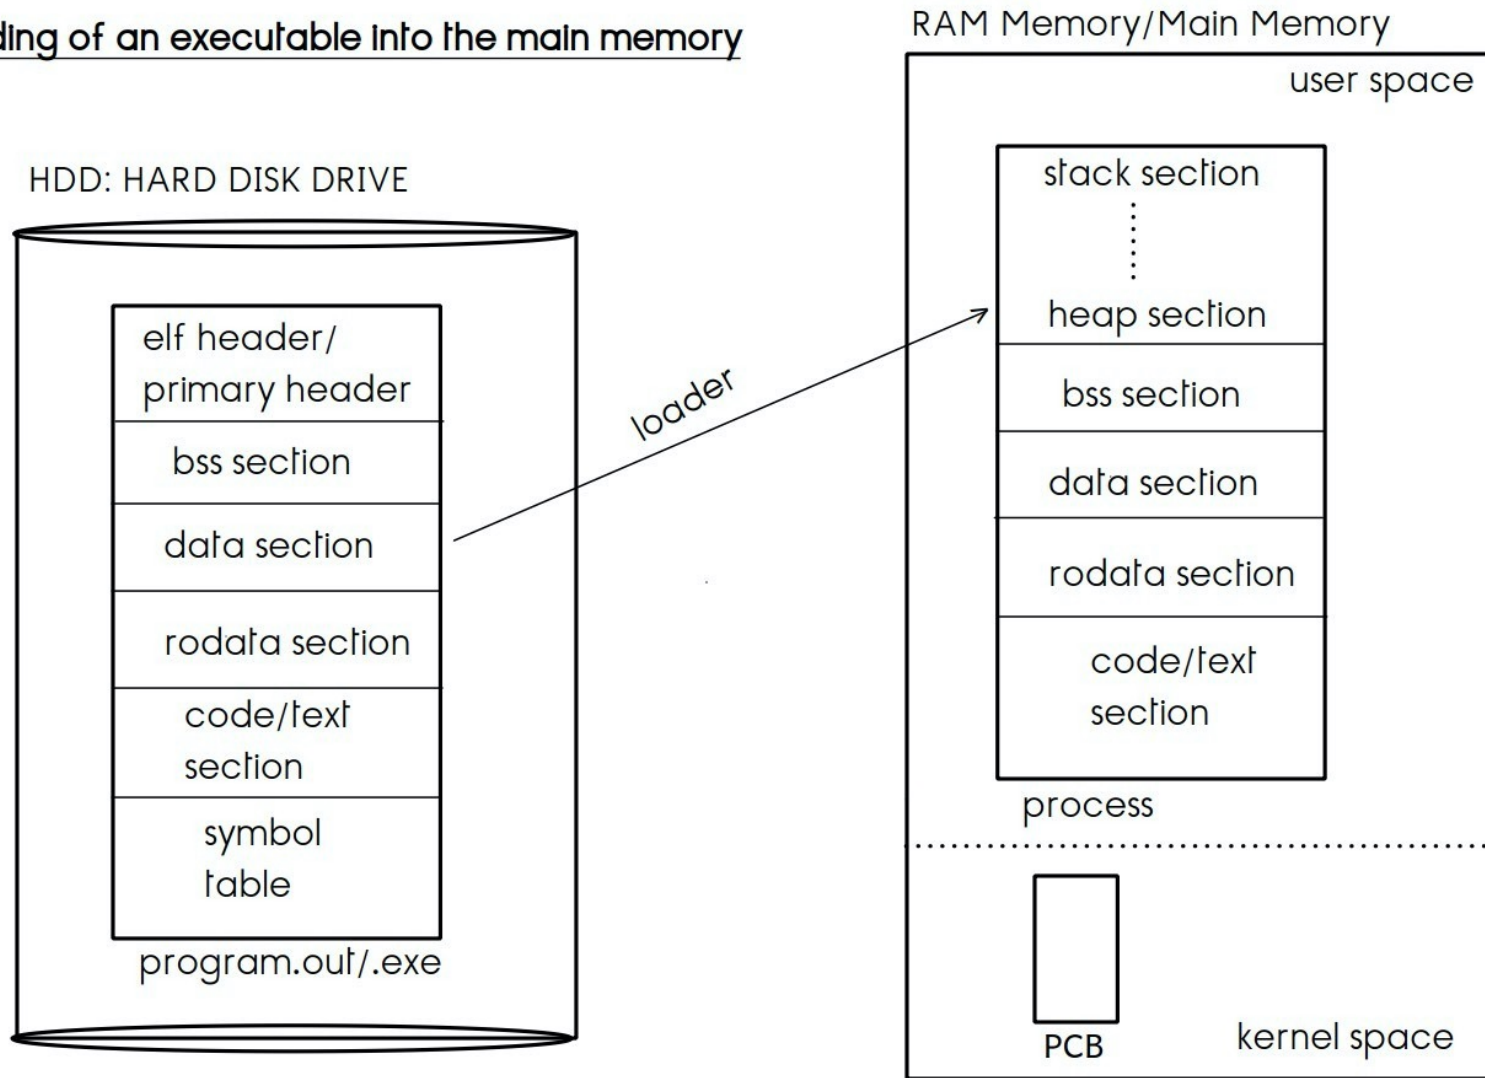 ding of an executable into the main memory
RAM Memory/Main Memory
user space
HDD: HARD DISK DRIVE
elf header/
primary header
bss section
data section
rodata section
code/text
section
symbol
table
program.out/.exe
loader
stack section
heap section
bss section
data section
rodata section
code/text
section
process
PCB
kernel space